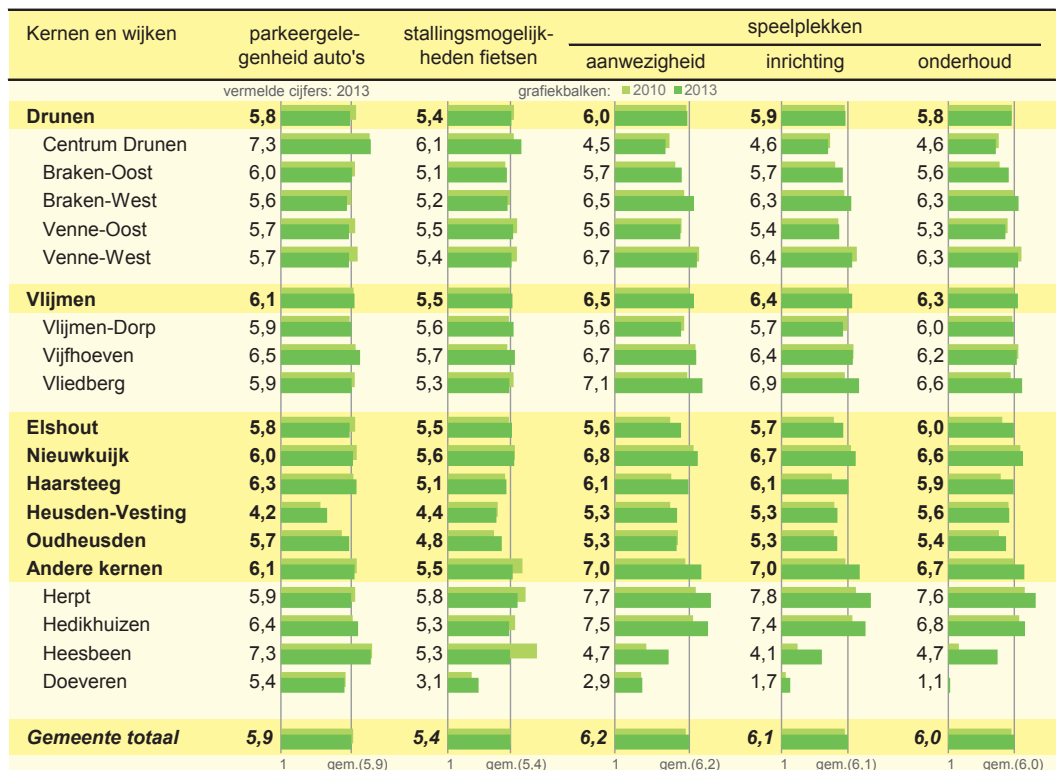 Kernen en wijken parkeergele- stallingsmogelijk- speelplekken
genheid auto's heden fietsen aanwezigheid inrichting onderhoud
vermelde cijfers: 2013 grafiekbalken: 2010 2013
Drunen 5,8 5,4 6,0 5,9 5,8
Centrum Drunen 7,3 6,1 4,5 4,6 4,6
Braken-Oost 6,0 5,1 5,7 5,7 5,6
Braken-West 5,6 5,2 6,5 6,3 6,3
Venne-Oost 5,7 5,5 5,6 5,4 5,3
Venne-West 5,7 5,4 6,7 6,4 6,3
Vlijmen 6,1 5,5 6,5 6,4 6,3
Vlijmen-Dorp 5,9 5,6 5,6 5,7 6,0
Vijfhoeven 6,5 5,7 6,7 6,4 6,2
Vliedberg 5,9 5,3 7,1 6,9 6,6
Elshout 5,8 5,5 5,6 5,7 6,0
Nieuwkuijk 6,0 5,6 6,8 6,7 6,6
Haarsteeg 6,3 5,1 6,1 6,1 5,9
Heusden-Vesting 4,2 4,4 5,3 5,3 5,6
Oudheusden 5,7 4,8 5,3 5,3 5,4
Andere kernen 6,1 5,5 7,0 7,0 6,7
Herpt 5,9 5,8 7,7 7,8 7,6
Hedikhuizen 6,4 5,3 7,5 7,4 6,8
Heesbeen 7,3 5,3 4,7 4,1 4,7
Doeveren 5,4 3,1 2,9 1,7 1,1
Gemeente totaal 5,9 5,4 6,2 6,1 6,0
1 gem.(5,9) 1 gem.(5,4) 1 gem.(6,2) 1 gem.(6,1) 1 gem.(6,0)